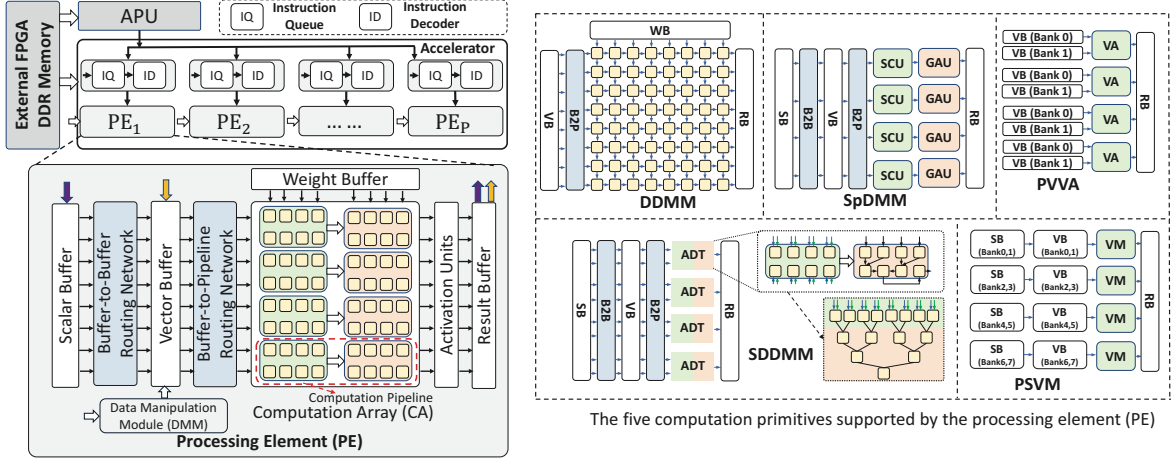 External FPGA
DDR Memory
APU
IQ
Instruction
Queue
ID
Instruction
Decoder
Accelerator
IQ
ID
IQ
ID
IQ
ID
IQ
ID
PE1
PE2
... ...
PEP
Weight Buffer
Scalar Buffer
Buffer-to-Buffer
Routing Network
Vector Buffer
Buffer-to-Pipeline
Routing Network
Activation Units
Result Buffer
Computation Pipeline
Computation Array (CA)
Data Manipulation
Module (DMM)
Processing Element (PE)
WB
VB
B2P
RB
DDMM
SB
B2B
VB
B2P
SCU
GAU
SCU
GAU
SCU
GAU
SCU
GAU
RB
SpDMM
VB (Bank 0)
VB (Bank 1)
VA
VB (Bank 0)
VB (Bank 1)
VA
VB (Bank 0)
VB (Bank 1)
VA
VB (Bank 0)
VB (Bank 1)
VA
RB
PVVA
SB
B2B
VB
B2P
ADT
ADT
ADT
ADT
RB
SDDMM
SB
(Bank0,1)
VB
(Bank0,1)
VM
SB
(Bank2,3)
VB
(Bank2,3)
VM
SB
(Bank4,5)
VB
(Bank4,5)
VM
SB
(Bank6,7)
VB
(Bank6,7)
VM
RB
PSVM
The five computation primitives supported by the processing element (PE)